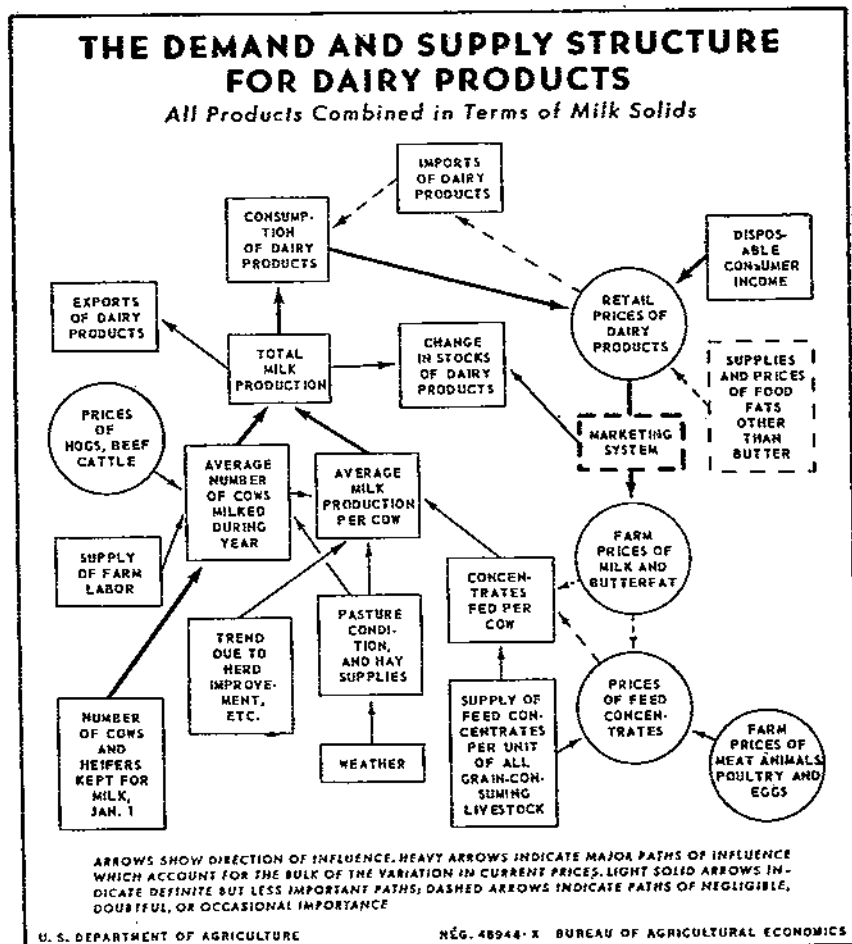 THE DEMAND AND SUPPLY STRUCTURE
FOR DAIRY PRODUCTS
All Products Combined in Terms of Milk Solids
IMPORTS
OF DAIRY
PRODUCTS
CONSUMP-
TION
OF DAIRY
PRODUCTS
DISPOS-
ABLE
CONSUMER
INCOME
RETAIL
PRICES OF
DAIRY
PRODUCTS
EXPORTS
OF DAIRY
PRODUCTS
TOTAL
MILK
PRODUCTION
CHANGE
IN STOCKS
OF DAIRY
PRODUCTS
SUPPLIES
AND PRICES
OF FOOD
FATS
OTHER
THAN
BUTTER
PRICES
OF
HOGS, BEEF
CATTLE
MARKETING
SYSTEM
AVERAGE
NUMBER
OF COWS
MILKED
DURING
YEAR
AVERAGE
MILK
PRODUCTION
PER COW
FARM
PRICES OF
MILK AND
BUTTERFAT
SUPPLY
OF FARM
LABOR
CONCEN-
TRATES
FED PER
COW
TREND
DUE TO
HERD
IMPROVE-
MENT,
ETC.
PASTURE
CONDI-
TION,
AND HAY
SUPPLIES
PRICES
OF FEED
CONCEN-
TRATES
NUMBER
OF COWS
AND
HEIFERS
KEPT FOR
MILK,
JAN. 1
WEATHER
SUPPLY OF
FEED CON-
CENTRATES
PER UNIT
OF ALL
GRAIN-CON-
SUMING
LIVESTOCK
FARM
PRICES OF
MEAT ANIMALS
POULTRY AND
EGGS
ARROWS SHOW DIRECTION OF INFLUENCE. HEAVY ARROWS INDICATE MAJOR PATHS OF INFLUENCE
WHICH ACCOUNT FOR THE BULK OF THE VARIATION IN CURRENT PRICES. LIGHT SOLID ARROWS IN-
DICATE DEFINITE BUT LESS IMPORTANT PATHS; DASHED ARROWS INDICATE PATHS OF NEGLIGIBLE,
DOUBTFUL, OR OCCASIONAL IMPORTANCE
U. S. DEPARTMENT OF AGRICULTURE
NEG. 48944-X BUREAU OF AGRICULTURAL ECONOMICS